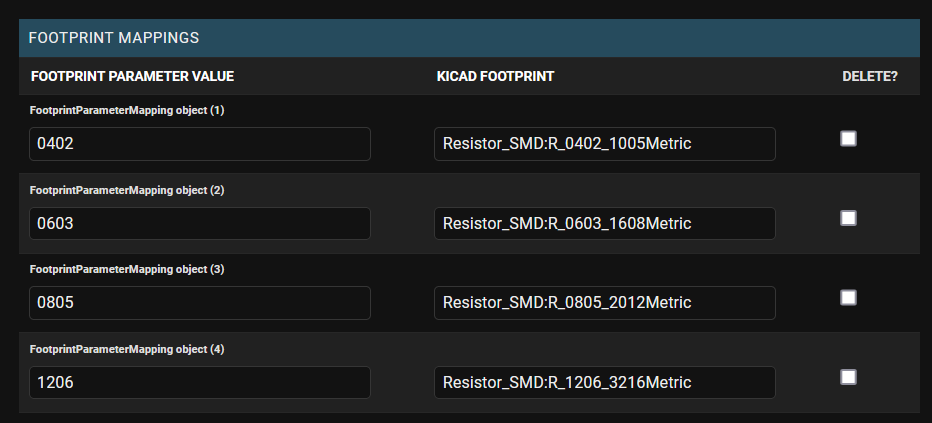 FOOTPRINT MAPPINGS
FOOTPRINT PARAMETER VALUE KICAD FOOTPRINT DELETE?
FootprintParameterMapping object (1)
0402 Resistor_SMD:R_0402_1005Metric
FootprintParameterMapping object (2)
0603 Resistor_SMD:R_0603_1608Metric
FootprintParameterMapping object (3)
0805 Resistor_SMD:R_0805_2012Metric
FootprintParameterMapping object (4)
1206 Resistor_SMD:R_1206_3216Metric